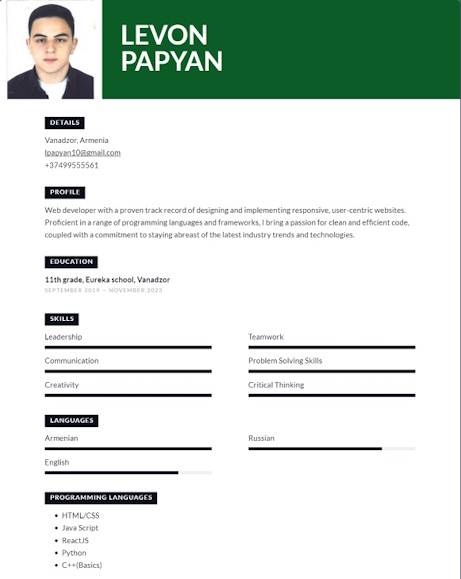 LEVON
PAPYAN
DETAILS
Vanadzor, Armenia
lpapyan10@gmail.com
+37499555561
PROFILE
Web developer with a proven track record of designing and implementing responsive, user-centric websites.
Proficient in a range of programming languages and frameworks, I bring a passion for clean and efficient code,
coupled with a commitment to staying abreast of the latest industry trends and technologies.
EDUCATION
11th grade, Eureka school, Vanadzor
SEPTEMBER 2019 — NOVEMBER 2023
SKILLS
Leadership
Teamwork
Communication
Problem Solving Skills
Creativity
Critical Thinking
LANGUAGES
Armenian
Russian
English
PROGRAMMING LANGUAGES
• HTML/CSS
• Java Script
• ReactJS
• Python
• C++(Basics)